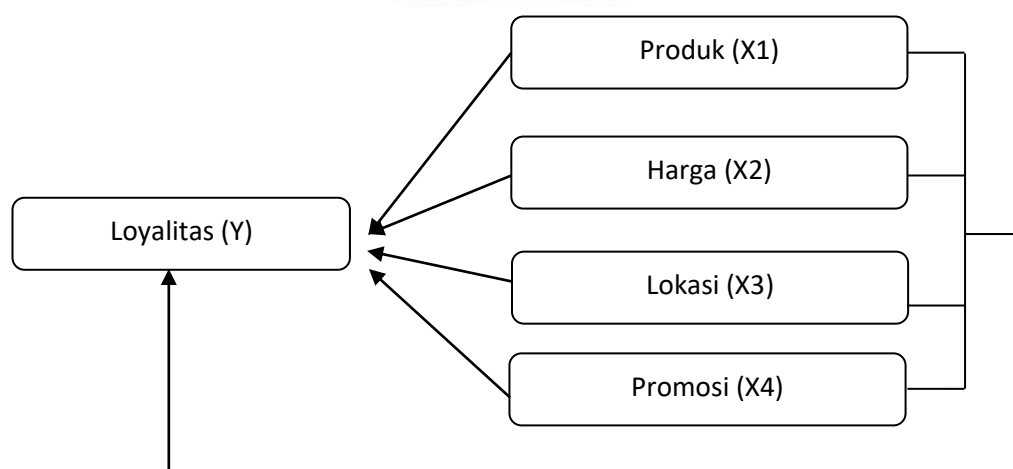 Produk (X1)
Harga (X2)
Loyalitas (Y)
Lokasi (X3)
Promosi (X4)